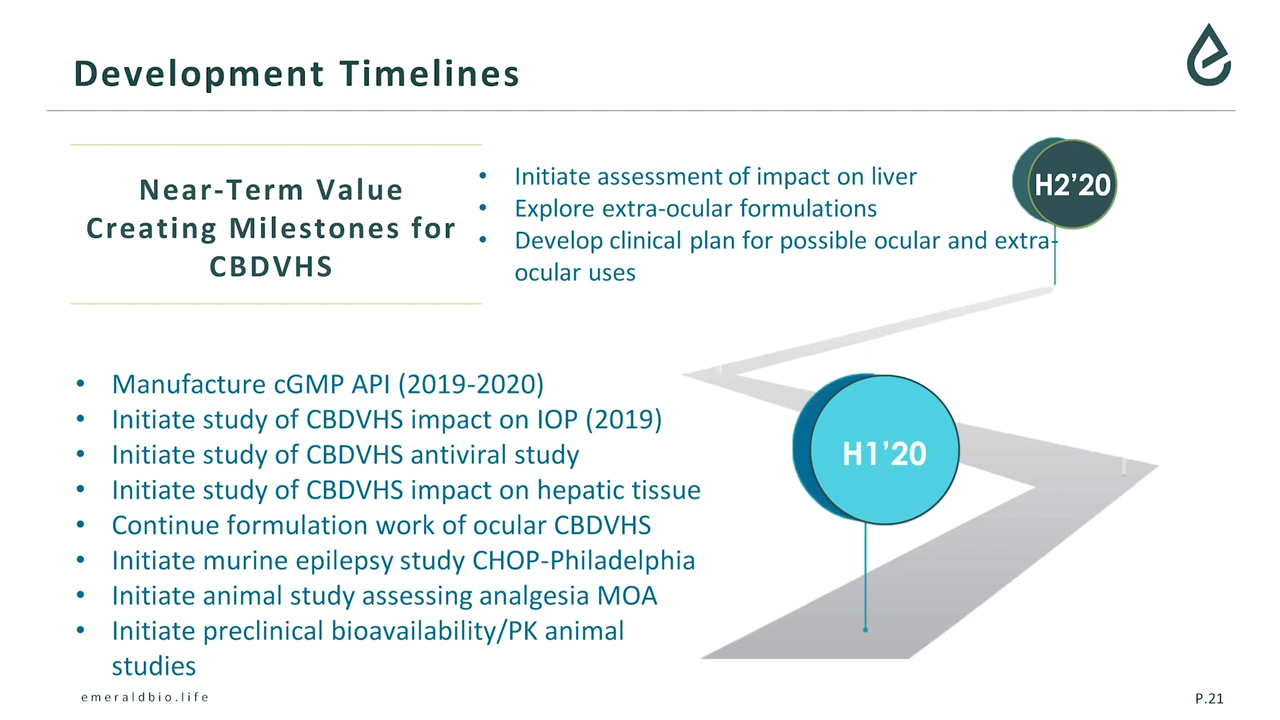 Development Timelines
Near-Term Value
Creating Milestones for
CBDVHS
• Initiate assessment of impact on liver
• Explore extra-ocular formulations
• Develop clinical plan for possible ocular and extra-
ocular uses
H2’20
• Manufacture cGMP API (2019-2020)
• Initiate study of CBDVHS impact on IOP (2019)
• Initiate study of CBDVHS antiviral study
• Initiate study of CBDVHS impact on hepatic tissue
• Continue formulation work of ocular CBDVHS
• Initiate murine epilepsy study CHOP-Philadelphia
• Initiate animal study assessing analgesia MOA
• Initiate preclinical bioavailability/PK animal
studies
H1’20
emeraldbio.life
P.21